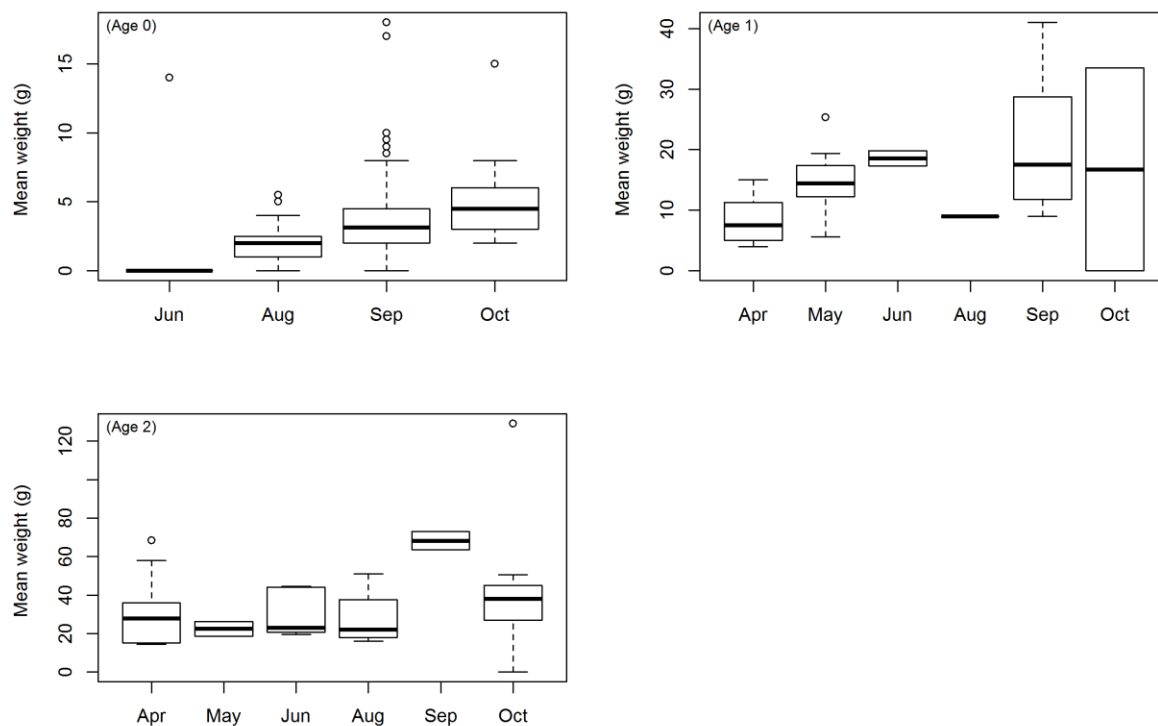 (Age 0)
Mean weight (g)
15
10
5
0
Jun Aug Sep Oct
(Age 1)
Mean weight (g)
40
30
20
10
0
Apr May Jun Aug Sep Oct
(Age 2)
Mean weight (g)
120
80
60
40
20
0
Apr May Jun Aug Sep Oct